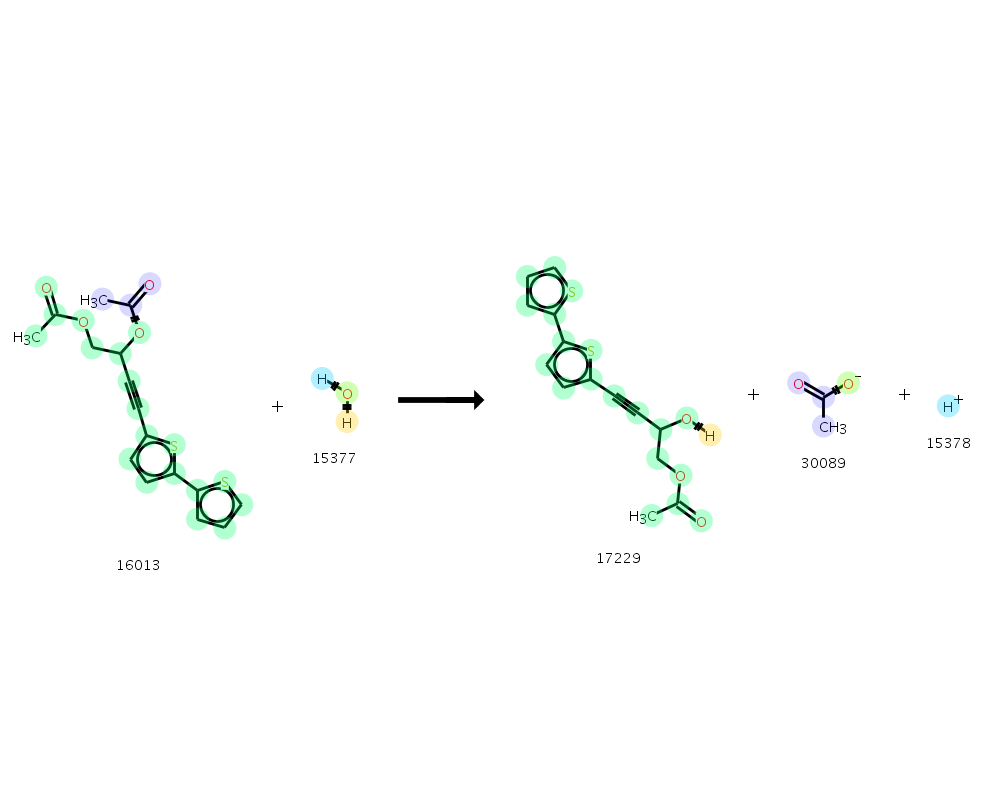 O
H₃C
O
O
O
H₃C
S
S
16013
+
H
O
H
15377
S
S
O
H
O
H₃C
O
17229
+
O
O⁻
CH3
30089
+
H⁺
15378